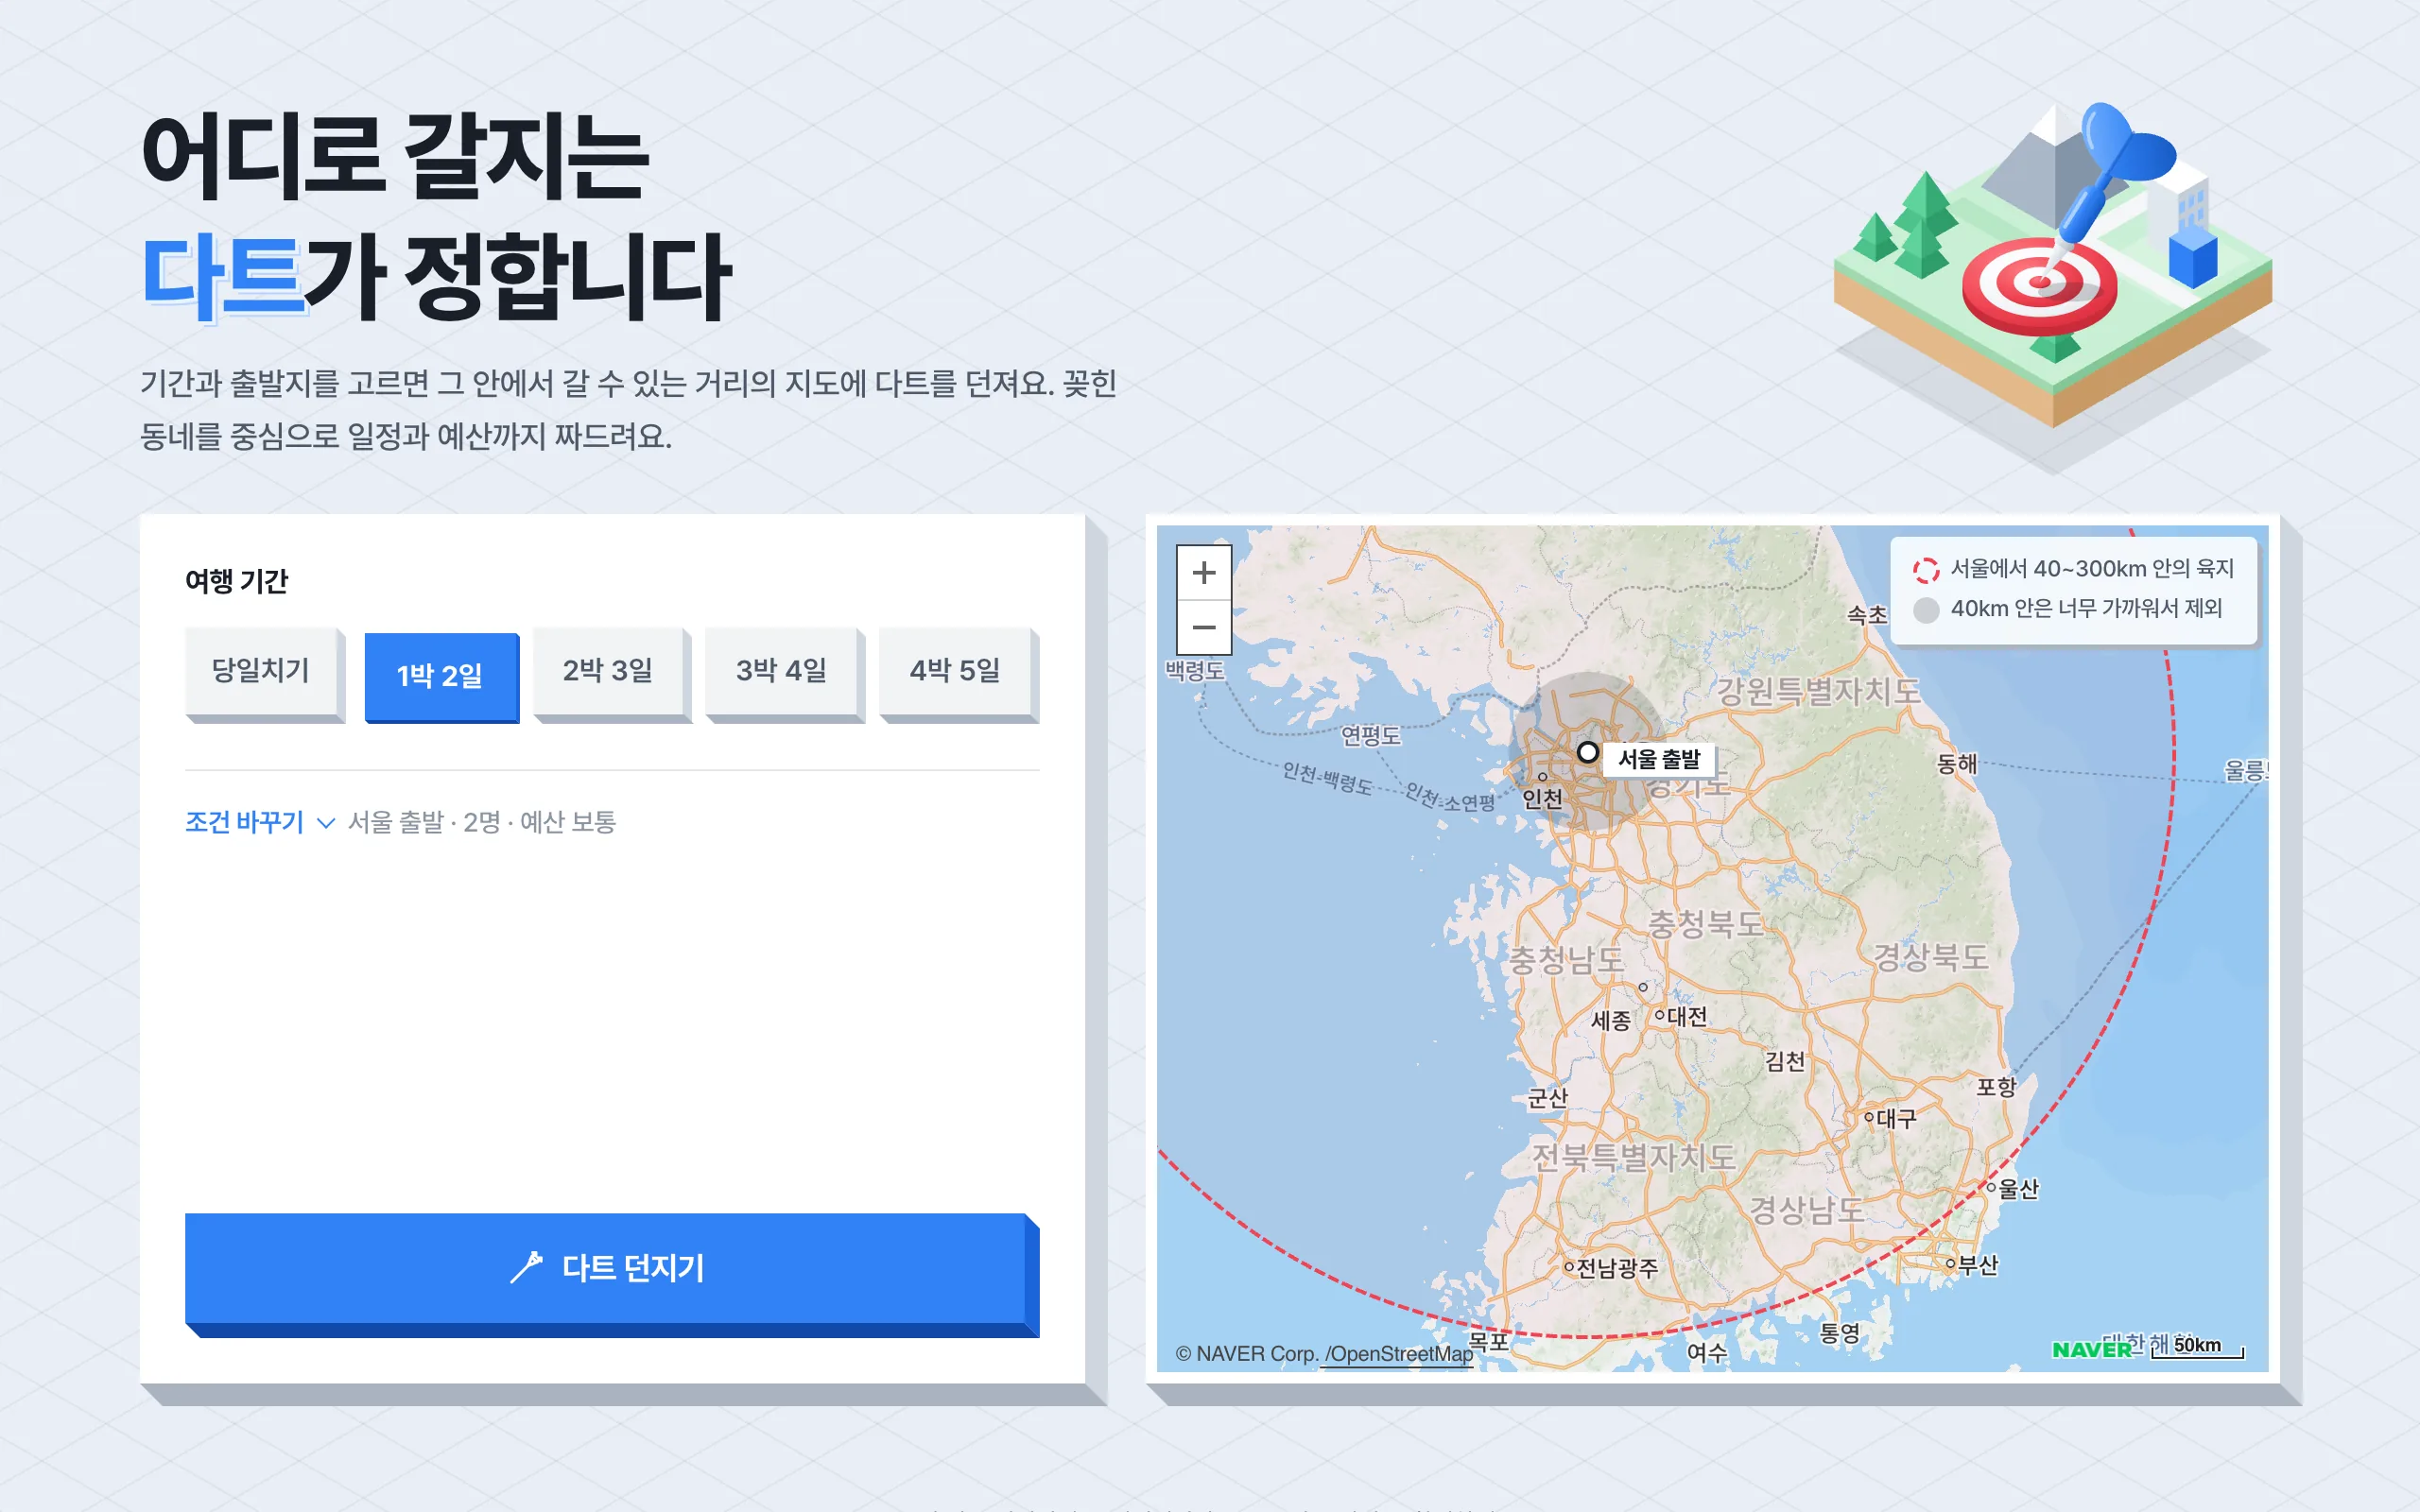 어디로 갈지는
다트가 정합니다
기간과 출발지를 고르면 그 안에서 갈 수 있는 거리의 지도에 다트를 던져요. 꽂힌
동네를 중심으로 일정과 예산까지 짜드려요.
여행 기간
당일치기
1박 2일
2박 3일
3박 4일
4박 5일
조건 바꾸기
서울 출발 · 2명 · 예산 보통
다트 던지기
+
−
서울에서 40~300km 안의 육지
40km 안은 너무 가까워서 제외
속초
백령도
강원특별자치도
연평도
서울 출발
동해
인천-백령도
인천-소연평
인천
경기도
충청북도
충청남도
경상북도
세종
대전
김천
군산
포항
대구
전북특별자치도
울산
경상남도
전남광주
부산
목포
여수
통영
© NAVER Corp. /OpenStreetMap
NAVER
50km